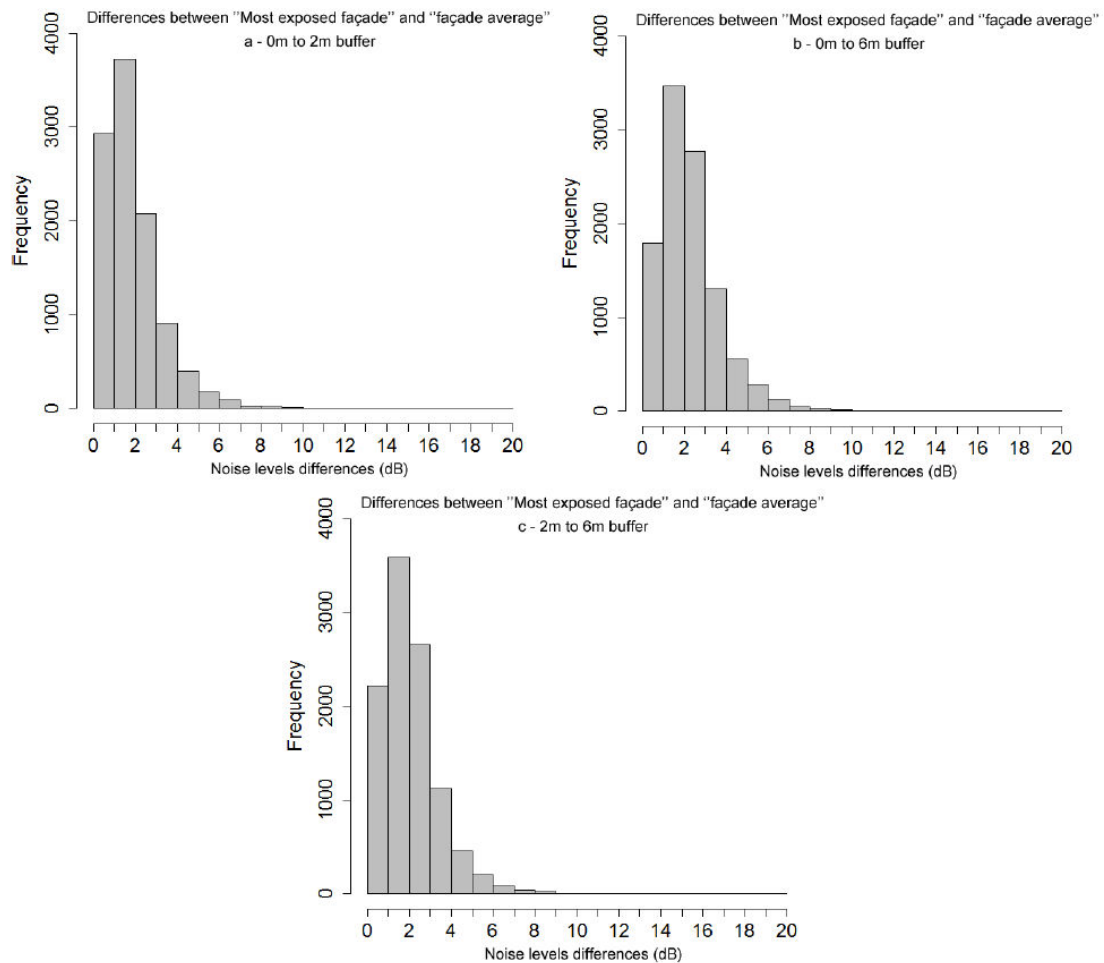 Differences between "Most exposed façade" and "façade average"
a - 0m to 2m buffer
Frequency
4000
3000
2000
1000
0
0 2 4 6 8 10 12 14 16 18 20
Noise levels differences (dB)
Differences between "Most exposed façade" and "façade average"
b - 0m to 6m buffer
Frequency
4000
3000
2000
1000
0
0 2 4 6 8 10 12 14 16 18 20
Noise levels differences (dB)
Differences between "Most exposed façade" and "façade average"
c - 2m to 6m buffer
Frequency
4000
3000
2000
1000
0
0 2 4 6 8 10 12 14 16 18 20
Noise levels differences (dB)